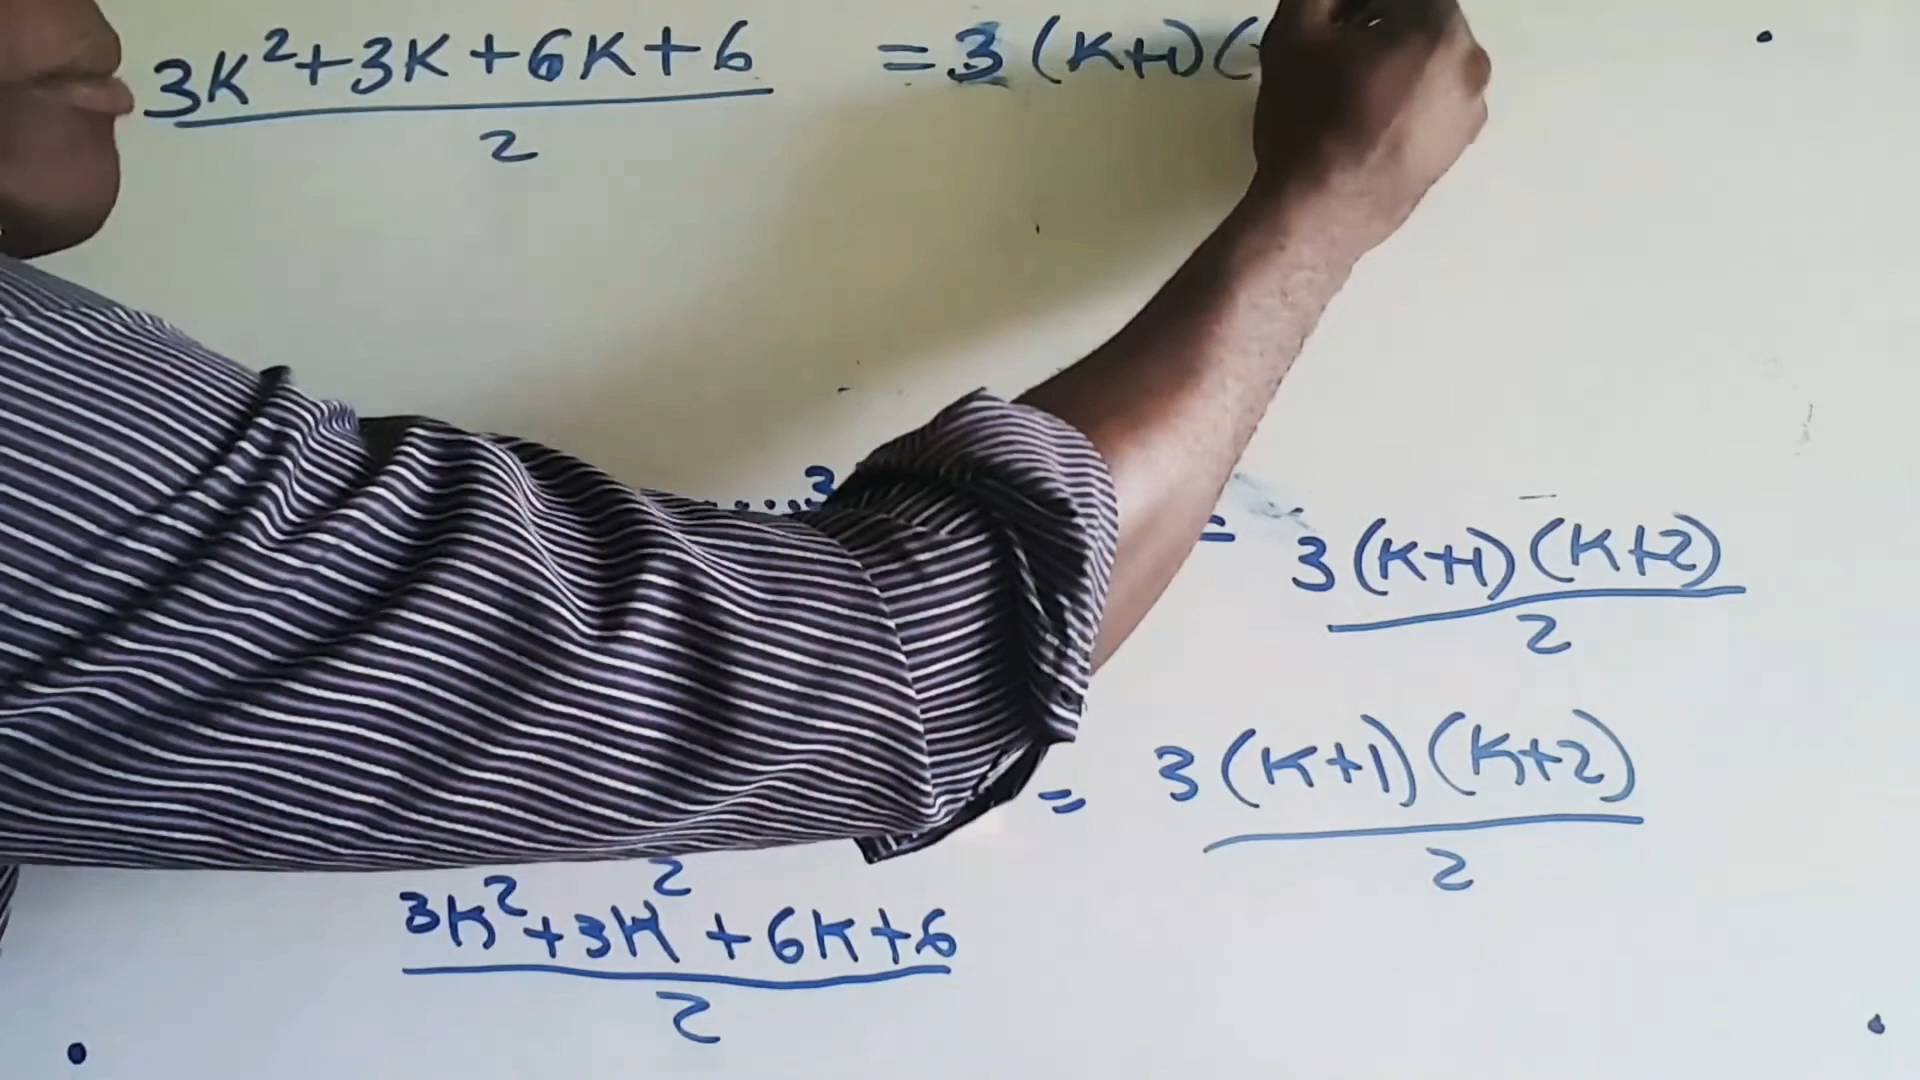 3K²+3K+6K+6 = 3(K+1)(
2
....3 = 3(K+1)(K+2)
2
= 3(K+1)(K+2)
2 2
3K²+3K+6K+6
2